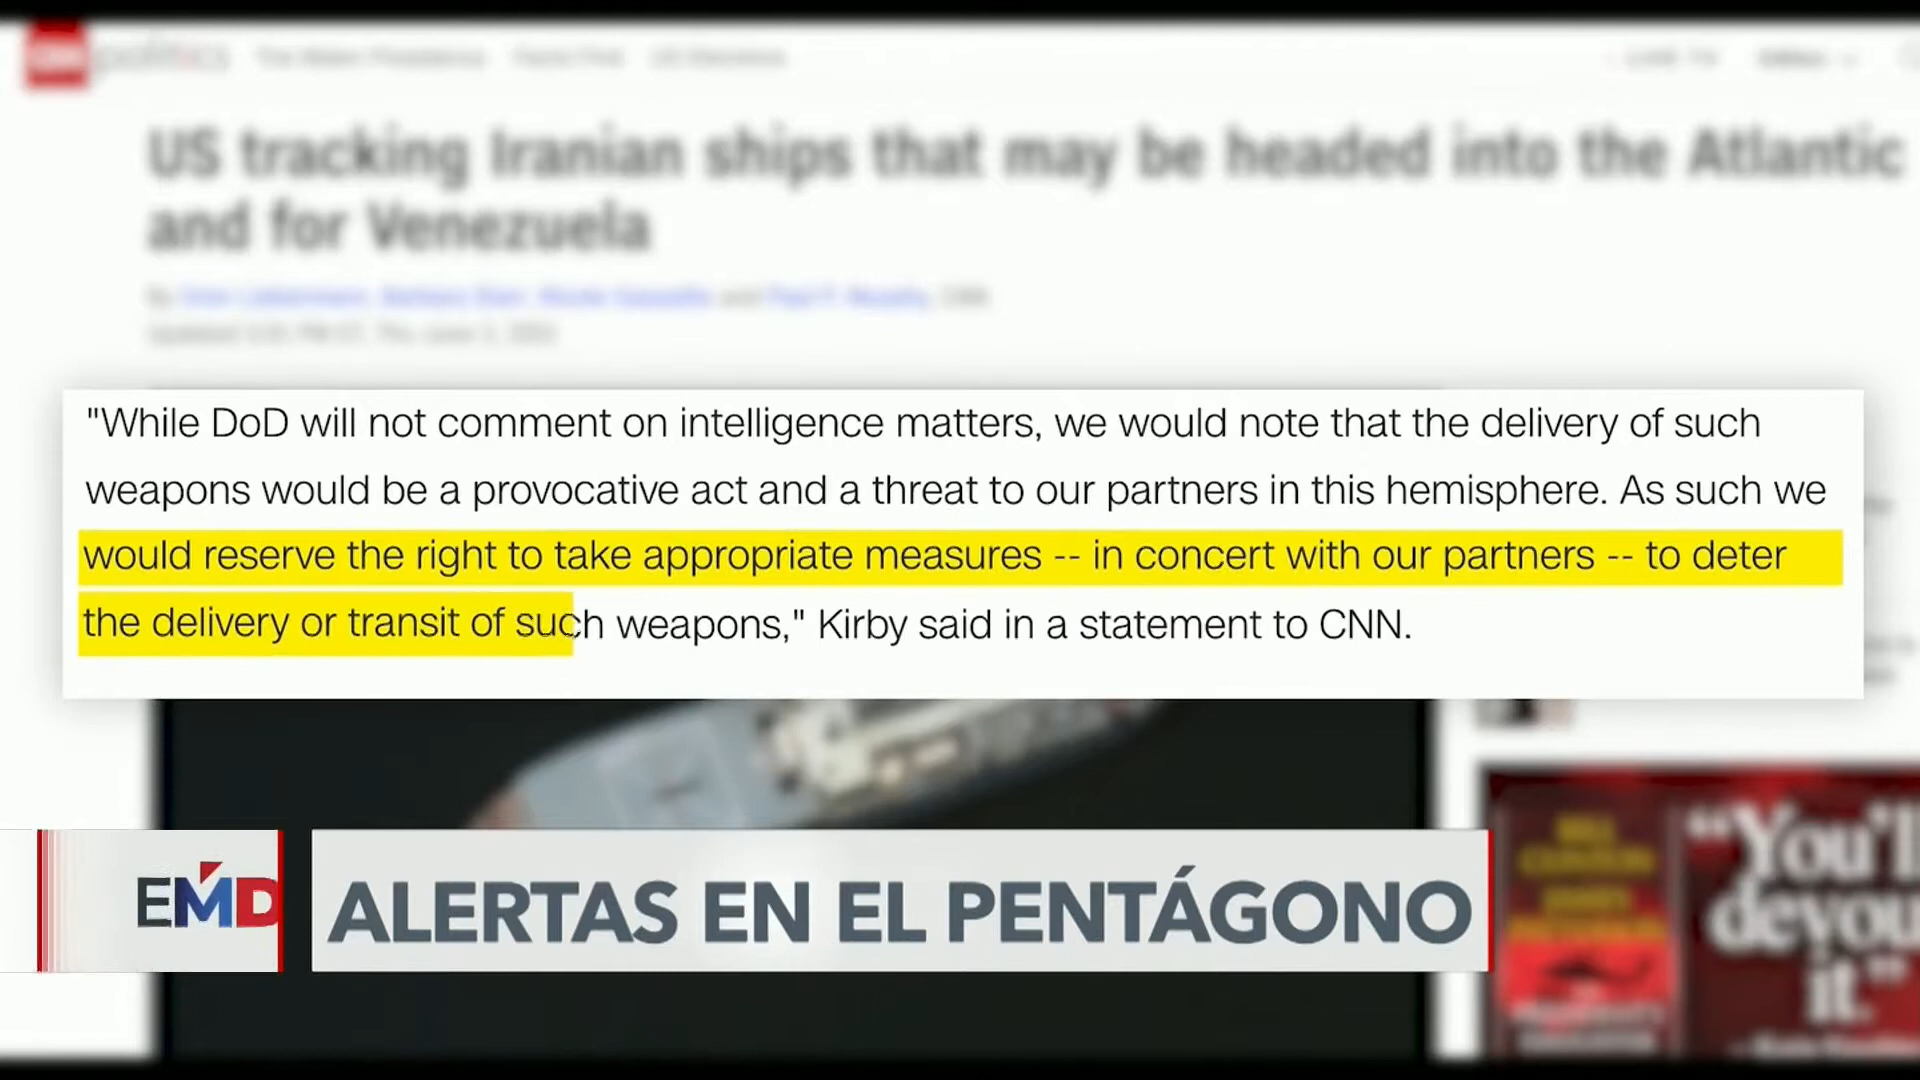 politics
US tracking Iranian ships that may be headed into the Atlantic
and for Venezuela
"While DoD will not comment on intelligence matters, we would note that the delivery of such
weapons would be a provocative act and a threat to our partners in this hemisphere. As such we
would reserve the right to take appropriate measures -- in concert with our partners -- to deter
the delivery or transit of such weapons," Kirby said in a statement to CNN.
EMD
ALERTAS EN EL PENTÁGONO
"You'll
devou
it."